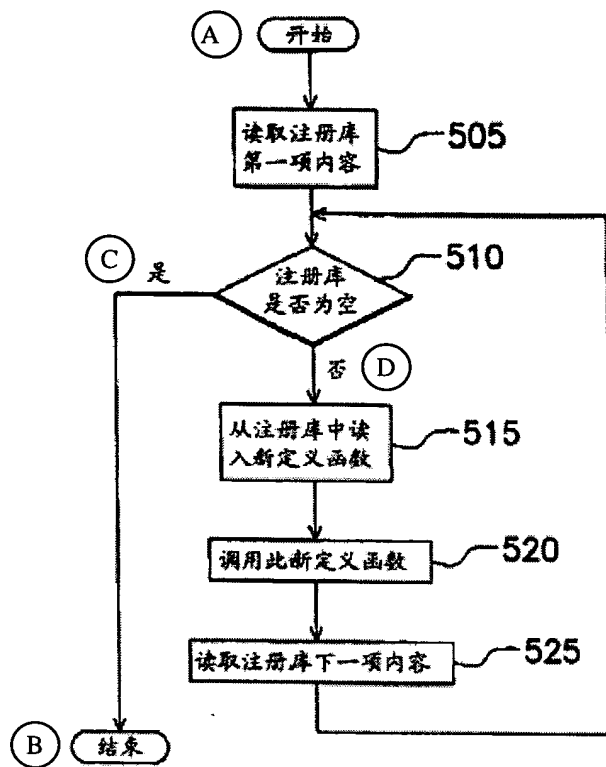 A
开始
读取注册库
第一项内容
505
C
是
注册库
是否为空
510
否
D
从注册库中读
入新定义函数
515
调用此新定义函数
520
读取注册库下一项内容
525
B
结束